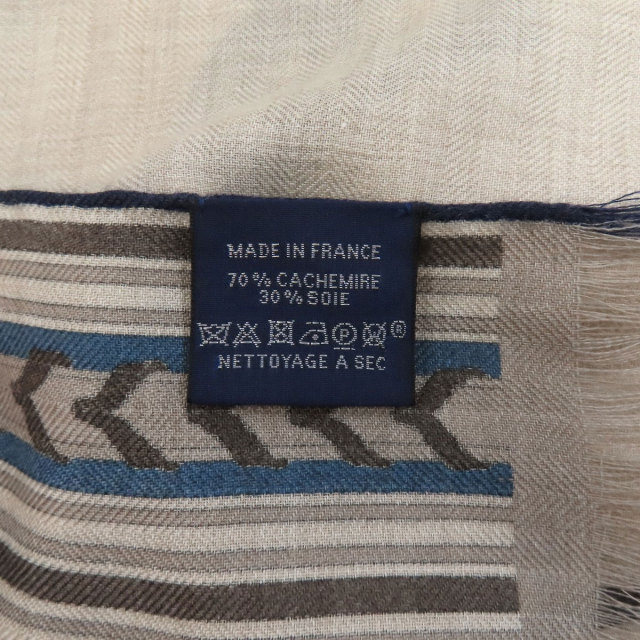 MADE IN FRANCE
70% CACHEMIRE
30% SOIE
P ®
NETTOYAGE A SEC